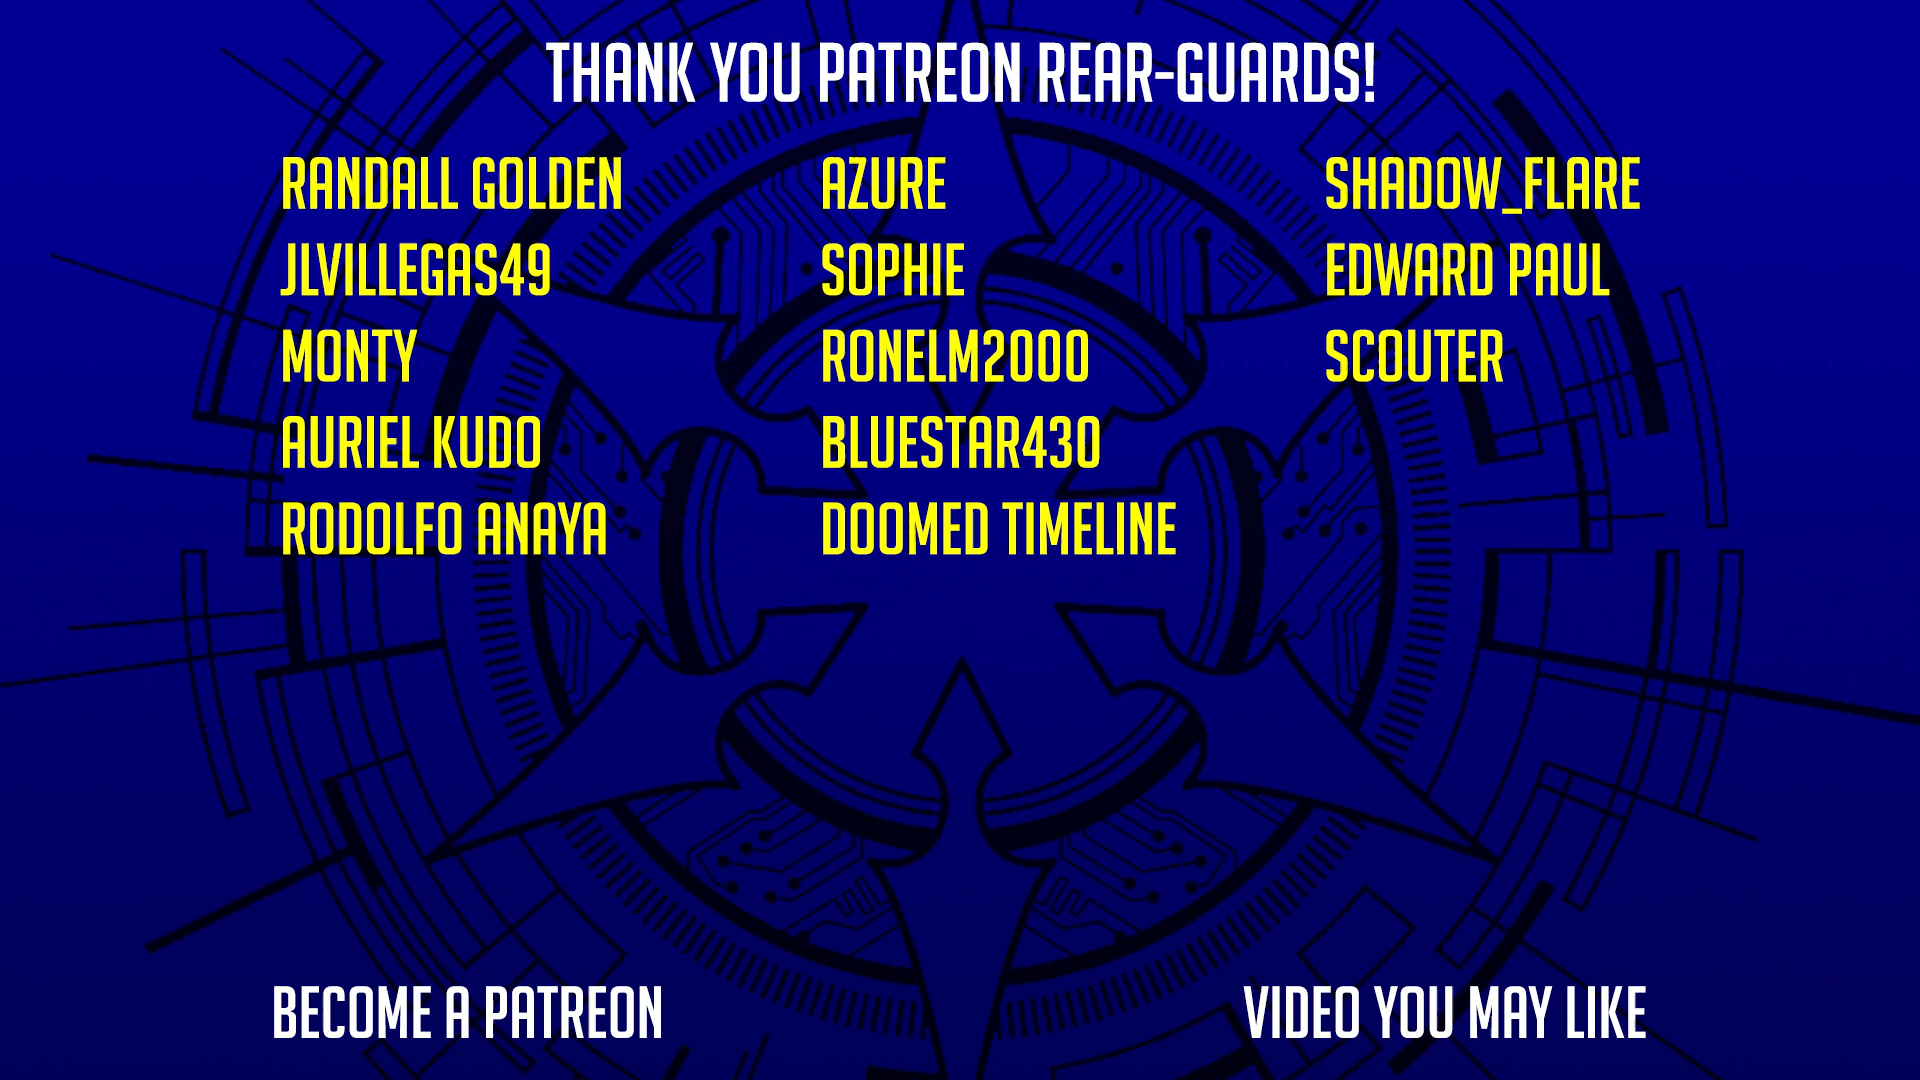 THANK YOU PATREON REAR-GUARDS!
RANDALL GOLDEN
JLVILLEGAS49
MONTY
AURIEL KUDO
RODOLFO ANAYA
AZURE
SOPHIE
RONELM2000
BLUESTAR430
DOOMED TIMELINE
SHADOW_FLARE
EDWARD PAUL
SCOUTER
BECOME A PATREON
VIDEO YOU MAY LIKE